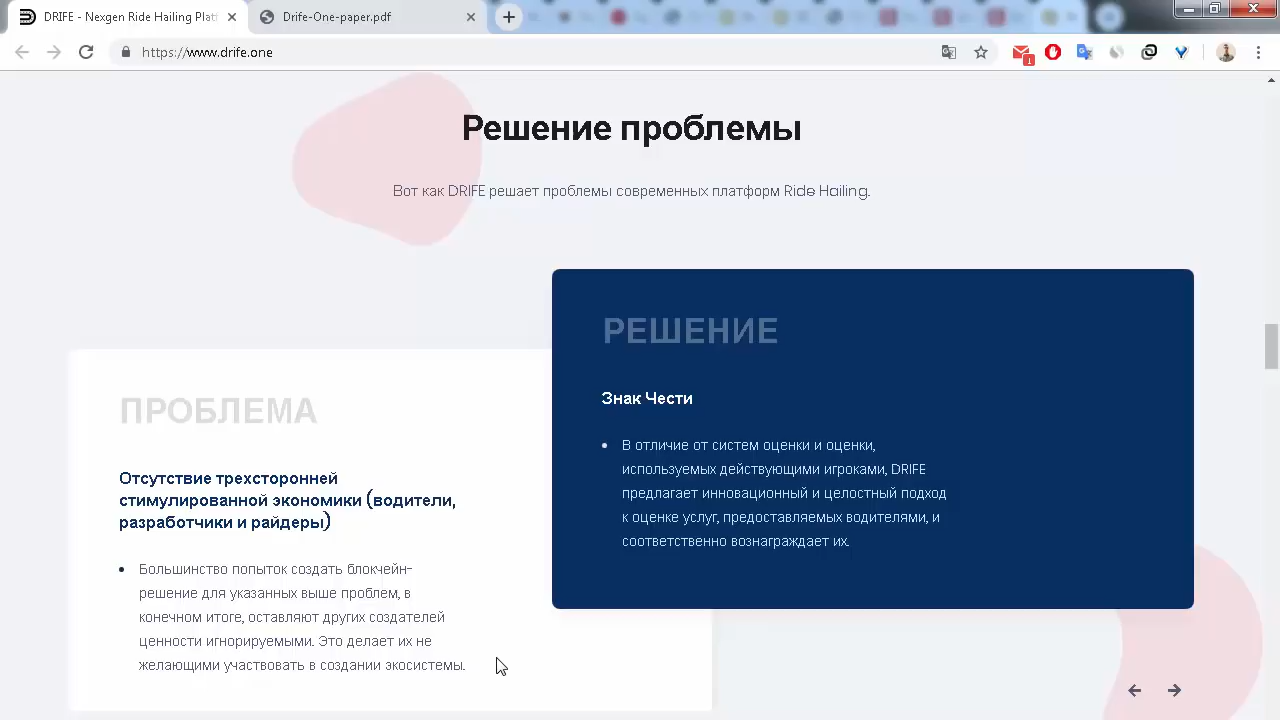 DRIFE - Nexgen Ride Hailing Plat
Drife-One-paper.pdf
https://www.drife.one
1
Решение проблемы
Вот как DRIFE решает проблемы современных платформ Ride Hailing.
РЕШЕНИЕ
Знак Чести
В отличие от систем оценки и оценки,
используемых действующими игроками, DRIFE
предлагает инновационный и целостный подход
к оценке услуг, предоставляемых водителями, и
соответственно вознаграждает их.
ПРОБЛЕМА
Отсутствие трехсторонней
стимулированной экономики (водители,
разработчики и райдеры)
Большинство попыток создать блокчейн-
решение для указанных выше проблем, в
конечном итоге, оставляют других создателей
ценности игнорируемыми. Это делает их не
желающими участвовать в создании экосистемы.